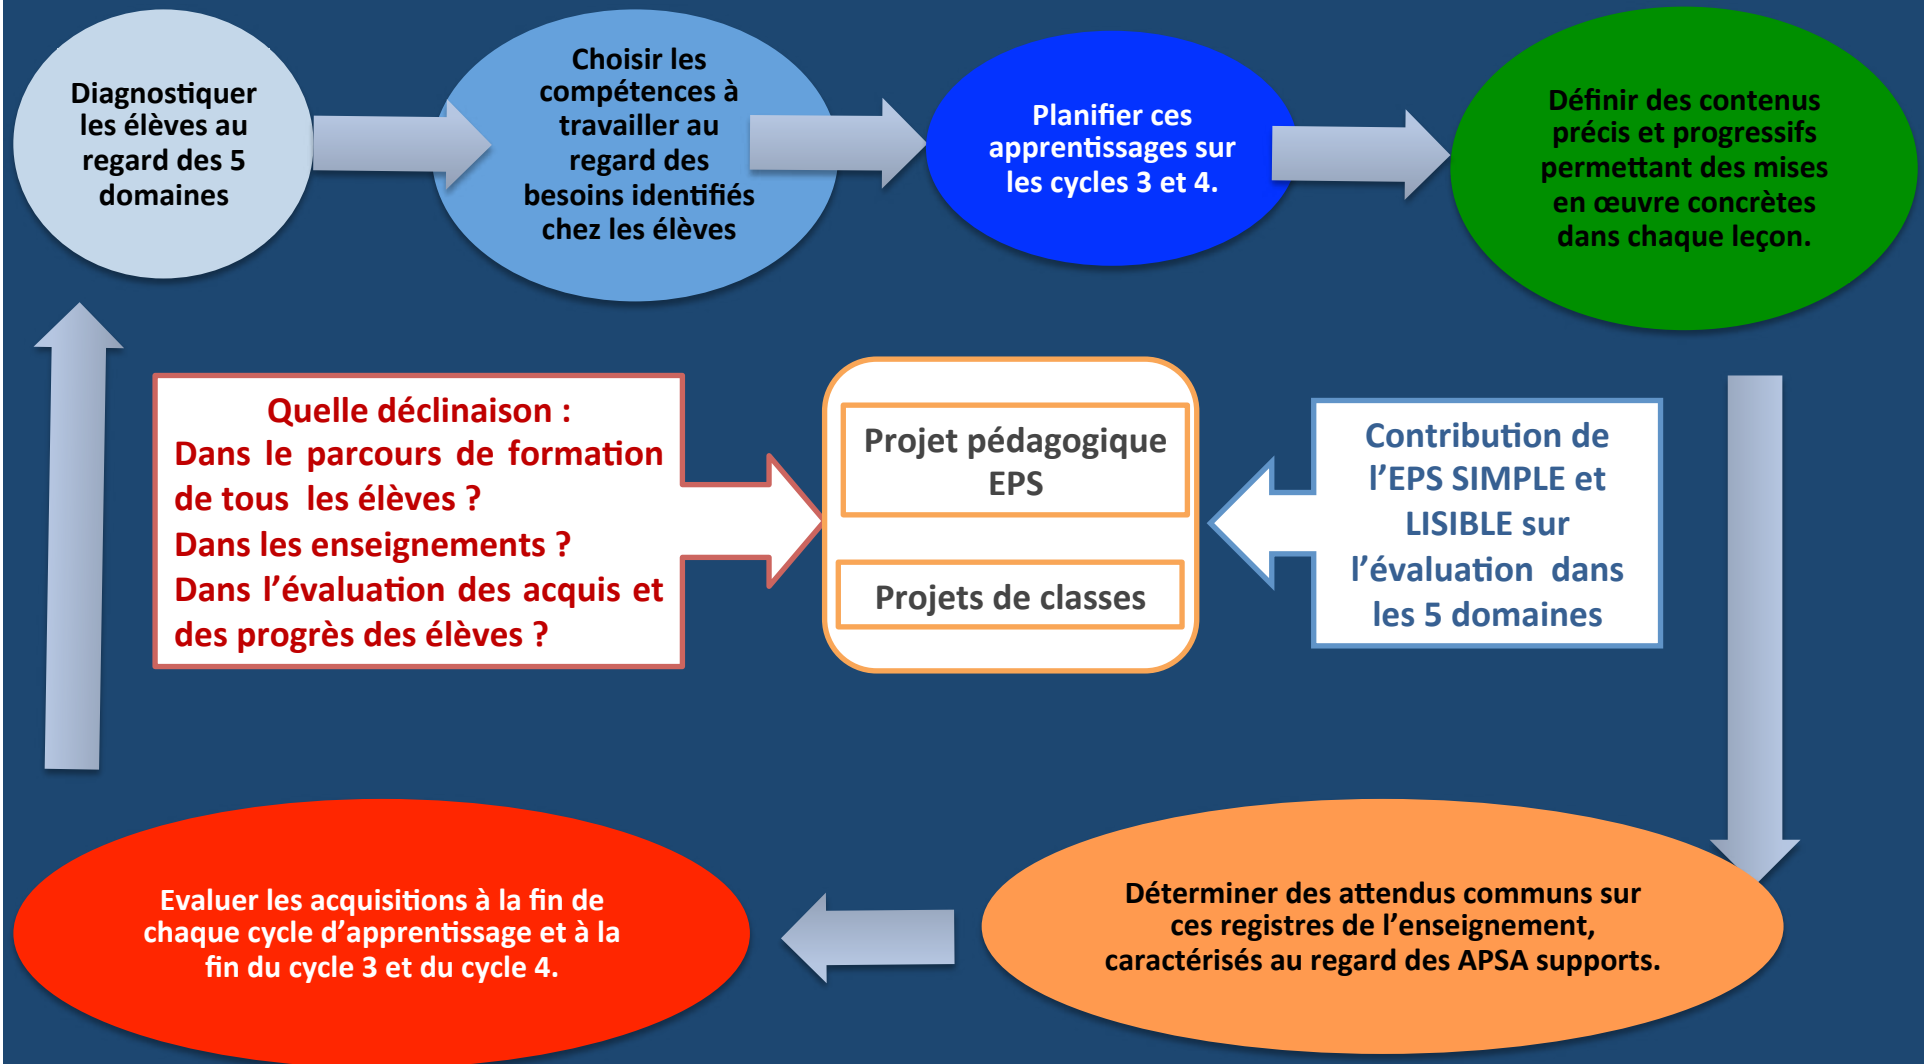 Diagnostiquer
les élèves au
regard des 5
domaines
Choisir les
compétences à
travailler au
regard des
besoins identifiés
chez les élèves
Planifier ces
apprentissages sur
les cycles 3 et 4.
Définir des contenus
précis et progressifs
permettant des mises
en œuvre concrètes
dans chaque leçon.
Quelle déclinaison :
Dans le parcours de formation
de tous les élèves ?
Dans les enseignements ?
Dans l’évaluation des acquis et
des progrès des élèves ?
Projet pédagogique
EPS
Projets de classes
Contribution de
l’EPS SIMPLE et
LISIBLE sur
l’évaluation dans
les 5 domaines
Evaluer les acquisitions à la fin de
chaque cycle d’apprentissage et à la
fin du cycle 3 et du cycle 4.
Déterminer des attendus communs sur
ces registres de l’enseignement,
caractérisés au regard des APSA supports.